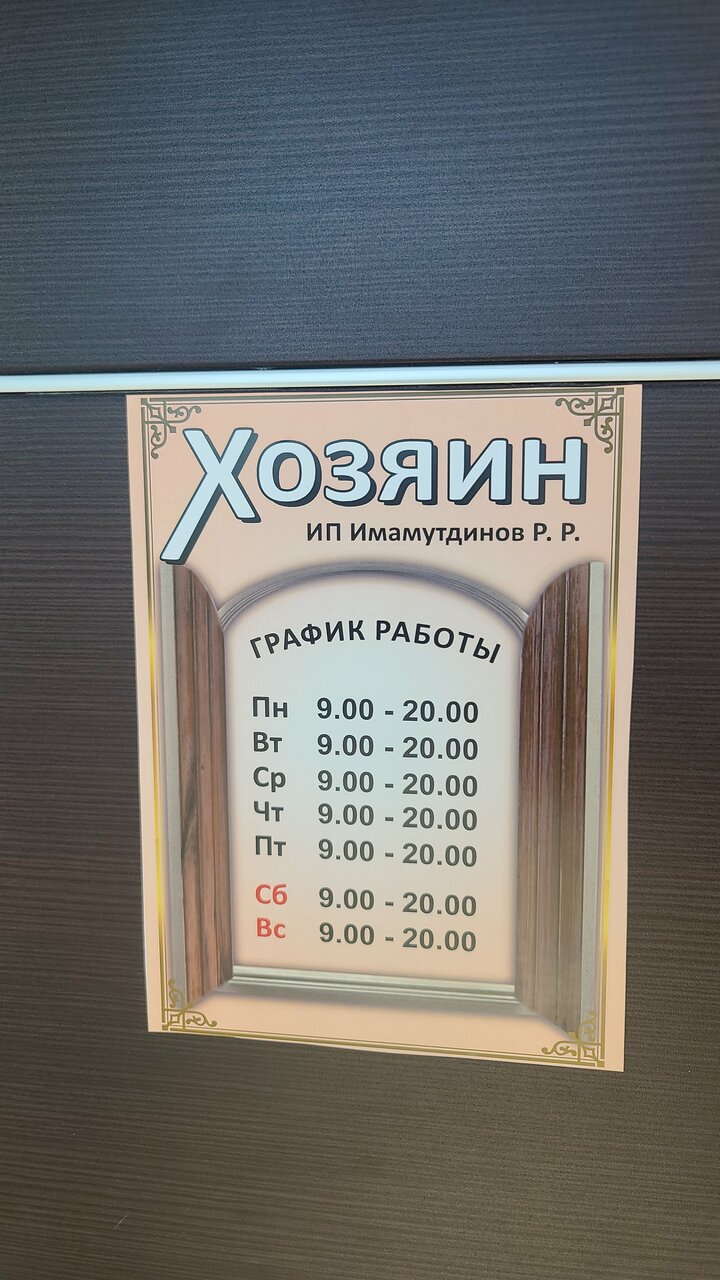 Хозяин
ИП Имамутдинов Р. Р.
ГРАФИК РАБОТЫ
Пн 9.00 - 20.00
Вт 9.00 - 20.00
Ср 9.00 - 20.00
Чт 9.00 - 20.00
Пт 9.00 - 20.00
Сб 9.00 - 20.00
Вс 9.00 - 20.00